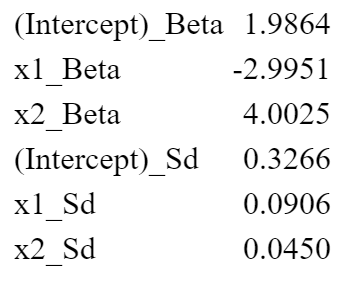 (Intercept)_Beta 1.9864
x1_Beta -2.9951
x2_Beta 4.0025
(Intercept)_Sd 0.3266
x1_Sd 0.0906
x2_Sd 0.0450